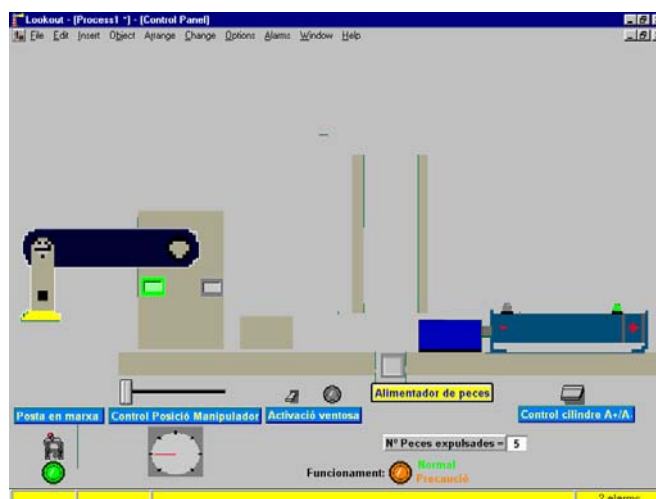 Lookout - [Process1 *] - [Control Panel]
File Edit Insert Object Arrange Change Options Alarms Window Help
- +
Alimentador de peces
Posta en marxa Control Posició Manipulador Activació ventosa Control cilindre A+/A-
Nº Peces expulsades = 5
Funcionament: Normal
Precaució
2 alarms